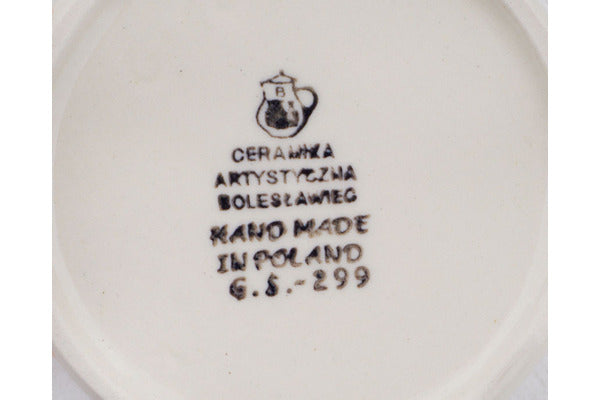 B
CERAMIKA
ARTYSTYCZNA
BOLESŁAWIEC
HAND MADE
IN POLAND
G.S.-299